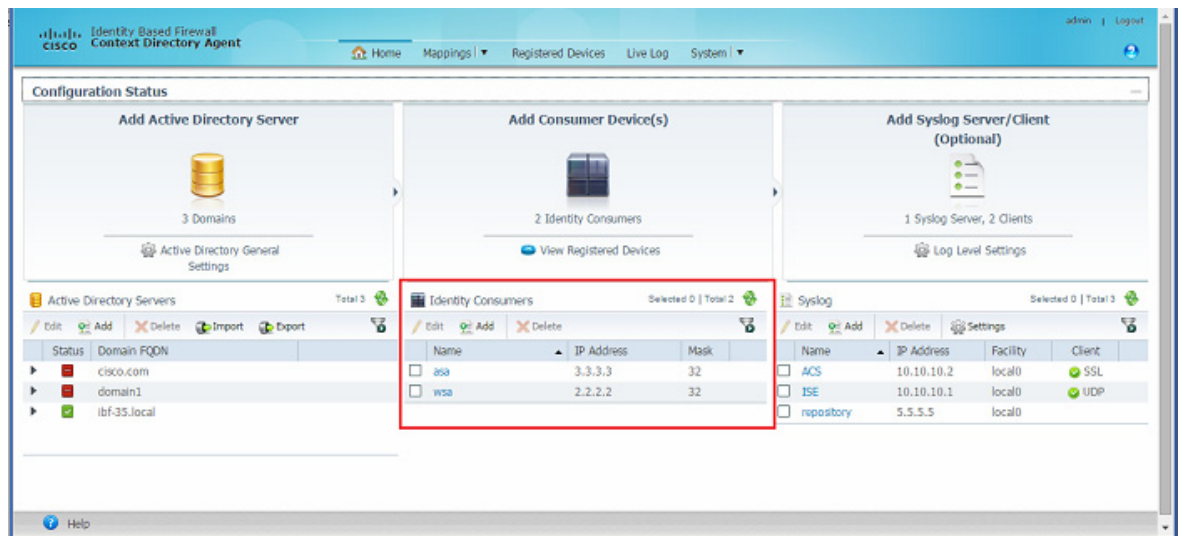 admin | Logout
Identity Based Firewall
CISCO Context Directory Agent
Home Mappings | Registered Devices Live Log System |
Configuration Status
Add Active Directory Server
3 Domains
Active Directory General
Settings
Add Consumer Device(s)
2 Identity Consumers
View Registered Devices
Add Syslog Server/Client
(Optional)
1 Syslog Server, 2 Clients
Log Level Settings
Active Directory Servers Total 3
Edit Add Delete Import Export
Status Domain FQDN
cisco.com
domain1
ibf-35.local
Identity Consumers Selected 0 | Total 2
Edit Add Delete
Name IP Address Mask
asa 3.3.3.3 32
wsa 2.2.2.2 32
Syslog Selected 0 | Total 3
Edit Add Delete Settings
Name IP Address Facility Client
ACS 10.10.10.2 local0 SSL
ISE 10.10.10.1 local0 UDP
repository 5.5.5.5 local0
Help